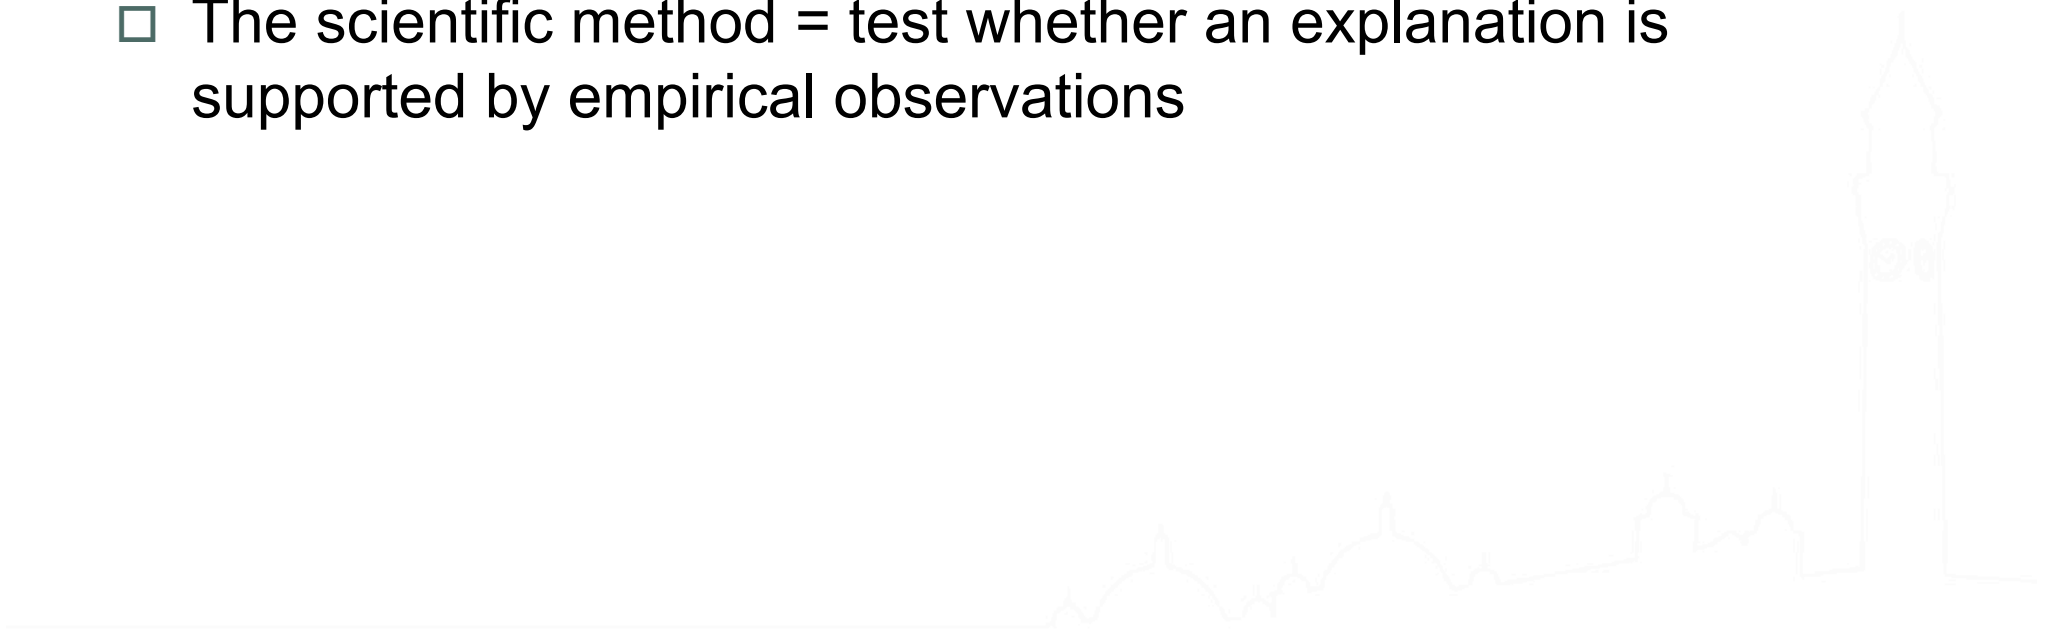 The scientific method = test whether an explanation is
supported by empirical observations